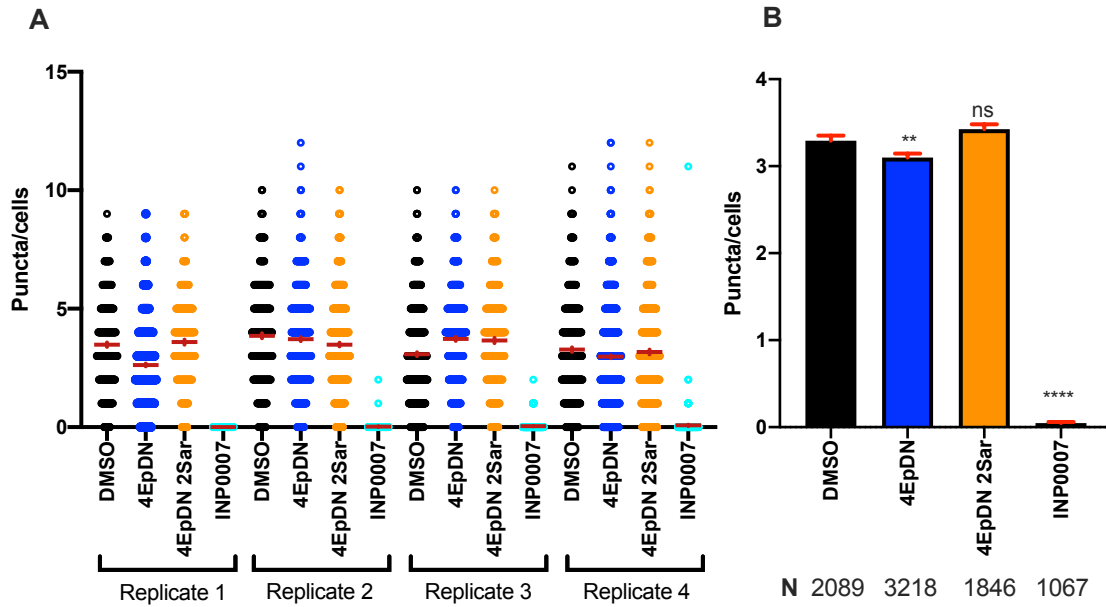 A
Puncta/cells
15
10
5
0
DMSO
4EpDN
4EpDN 2Sar
INP0007
DMSO
4EpDN
4EpDN 2Sar
INP0007
DMSO
4EpDN
4EpDN 2Sar
INP0007
DMSO
4EpDN
4EpDN 2Sar
INP0007
Replicate 1 Replicate 2 Replicate 3 Replicate 4
B
Puncta/cells
4
3
2
1
0
**
ns
****
DMSO
4EpDN
4EpDN 2Sar
INP0007
N 2089 3218 1846 1067